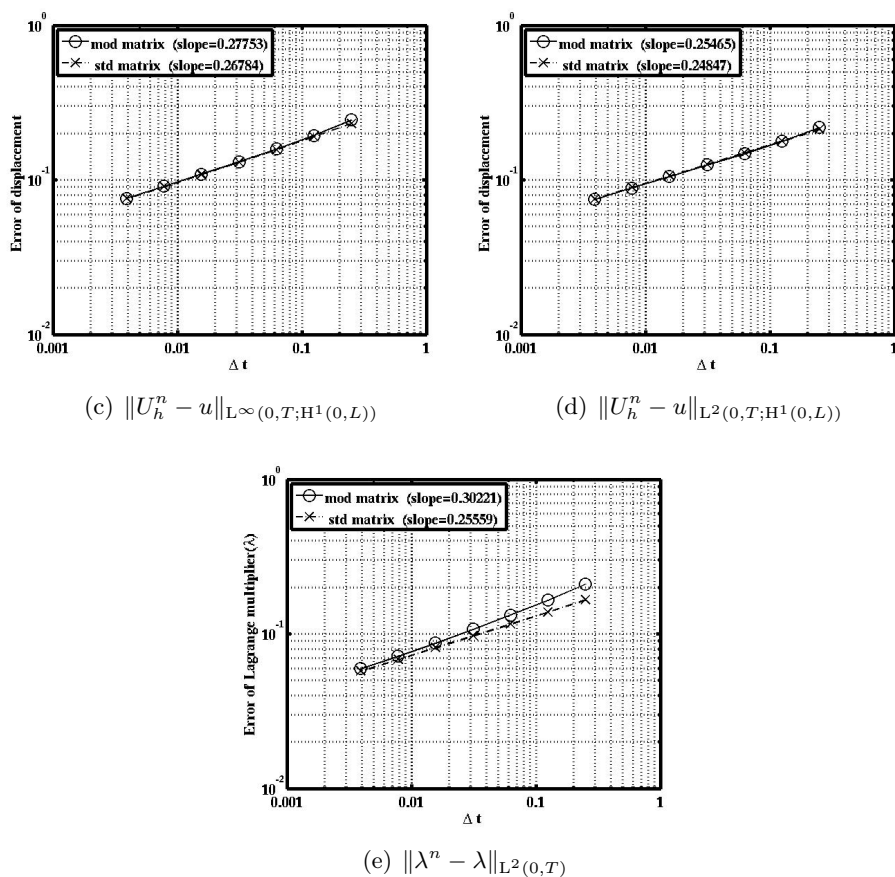 10^0
mod matrix (slope=0.27753)
std matrix (slope=0.26784)
Error of displacement
10^-1
10^-2
0.001 0.01 0.1 1
Δ t
(c) ‖U_h^n − u‖_{L^∞(0,T;H^1(0,L))}
10^0
mod matrix (slope=0.25465)
std matrix (slope=0.24847)
Error of displacement
10^-1
10^-2
0.001 0.01 0.1 1
Δ t
(d) ‖U_h^n − u‖_{L^2(0,T;H^1(0,L))}
10^0
mod matrix (slope=0.30221)
std matrix (slope=0.25559)
Error of Lagrange multiplier(λ)
10^-1
10^-2
0.001 0.01 0.1 1
Δ t
(e) ‖λ^n − λ‖_{L^2(0,T)}